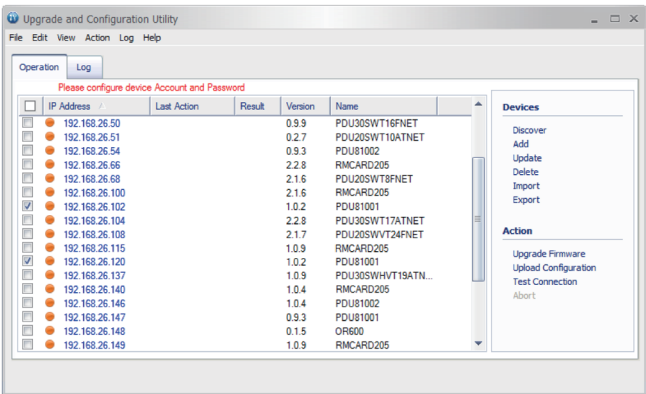 Upgrade and Configuration Utility
File Edit View Action Log Help
Operation Log
Please configure device Account and Password
IP Address Last Action Result Version Name
192.168.26.50 0.9.9 PDU30SWT16FNET
192.168.26.51 0.2.7 PDU20SWT10ATNET
192.168.26.54 0.9.3 PDU81002
192.168.26.66 2.2.8 RMCARD205
192.168.26.68 2.1.6 PDU20SWT8FNET
192.168.26.100 2.1.6 RMCARD205
192.168.26.102 1.0.2 PDU81001
192.168.26.104 2.2.8 PDU30SWT17ATNET
192.168.26.108 2.1.7 PDU20SWVT24FNET
192.168.26.115 1.0.9 RMCARD205
192.168.26.120 1.0.2 PDU81001
192.168.26.137 1.0.9 PDU30SWHVT19ATN...
192.168.26.140 1.0.4 RMCARD205
192.168.26.146 1.0.4 PDU81002
192.168.26.147 0.9.3 PDU81001
192.168.26.148 0.1.5 OR600
192.168.26.149 1.0.9 RMCARD205
Devices
Discover
Add
Update
Delete
Import
Export
Action
Upgrade Firmware
Upload Configuration
Test Connection
Abort